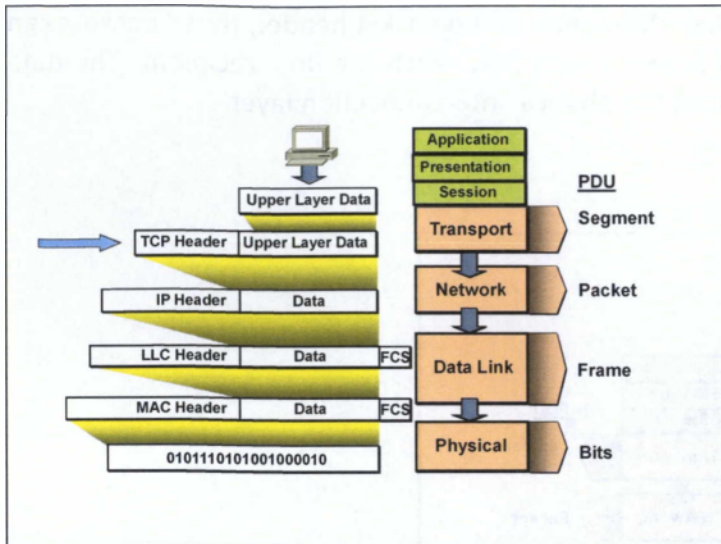 Upper Layer Data
TCP Header Upper Layer Data
IP Header Data
LLC Header Data FCS
MAC Header Data FCS
0101110101001000010
Application
Presentation
Session
Transport
Network
Data Link
Physical
PDU
Segment
Packet
Frame
Bits